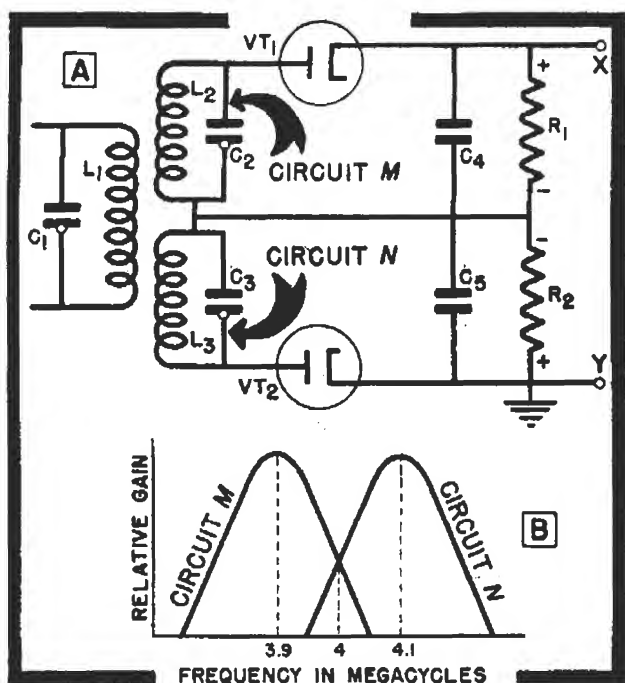 A
VT1
X
L2
+
C2
C4
R1
CIRCUIT M
L1
-
C1
CIRCUIT N
-
C3
C5
R2
L3
+
Y
VT2
RELATIVE GAIN
CIRCUIT M
CIRCUIT N
B
3.9 4 4.1
FREQUENCY IN MEGACYCLES